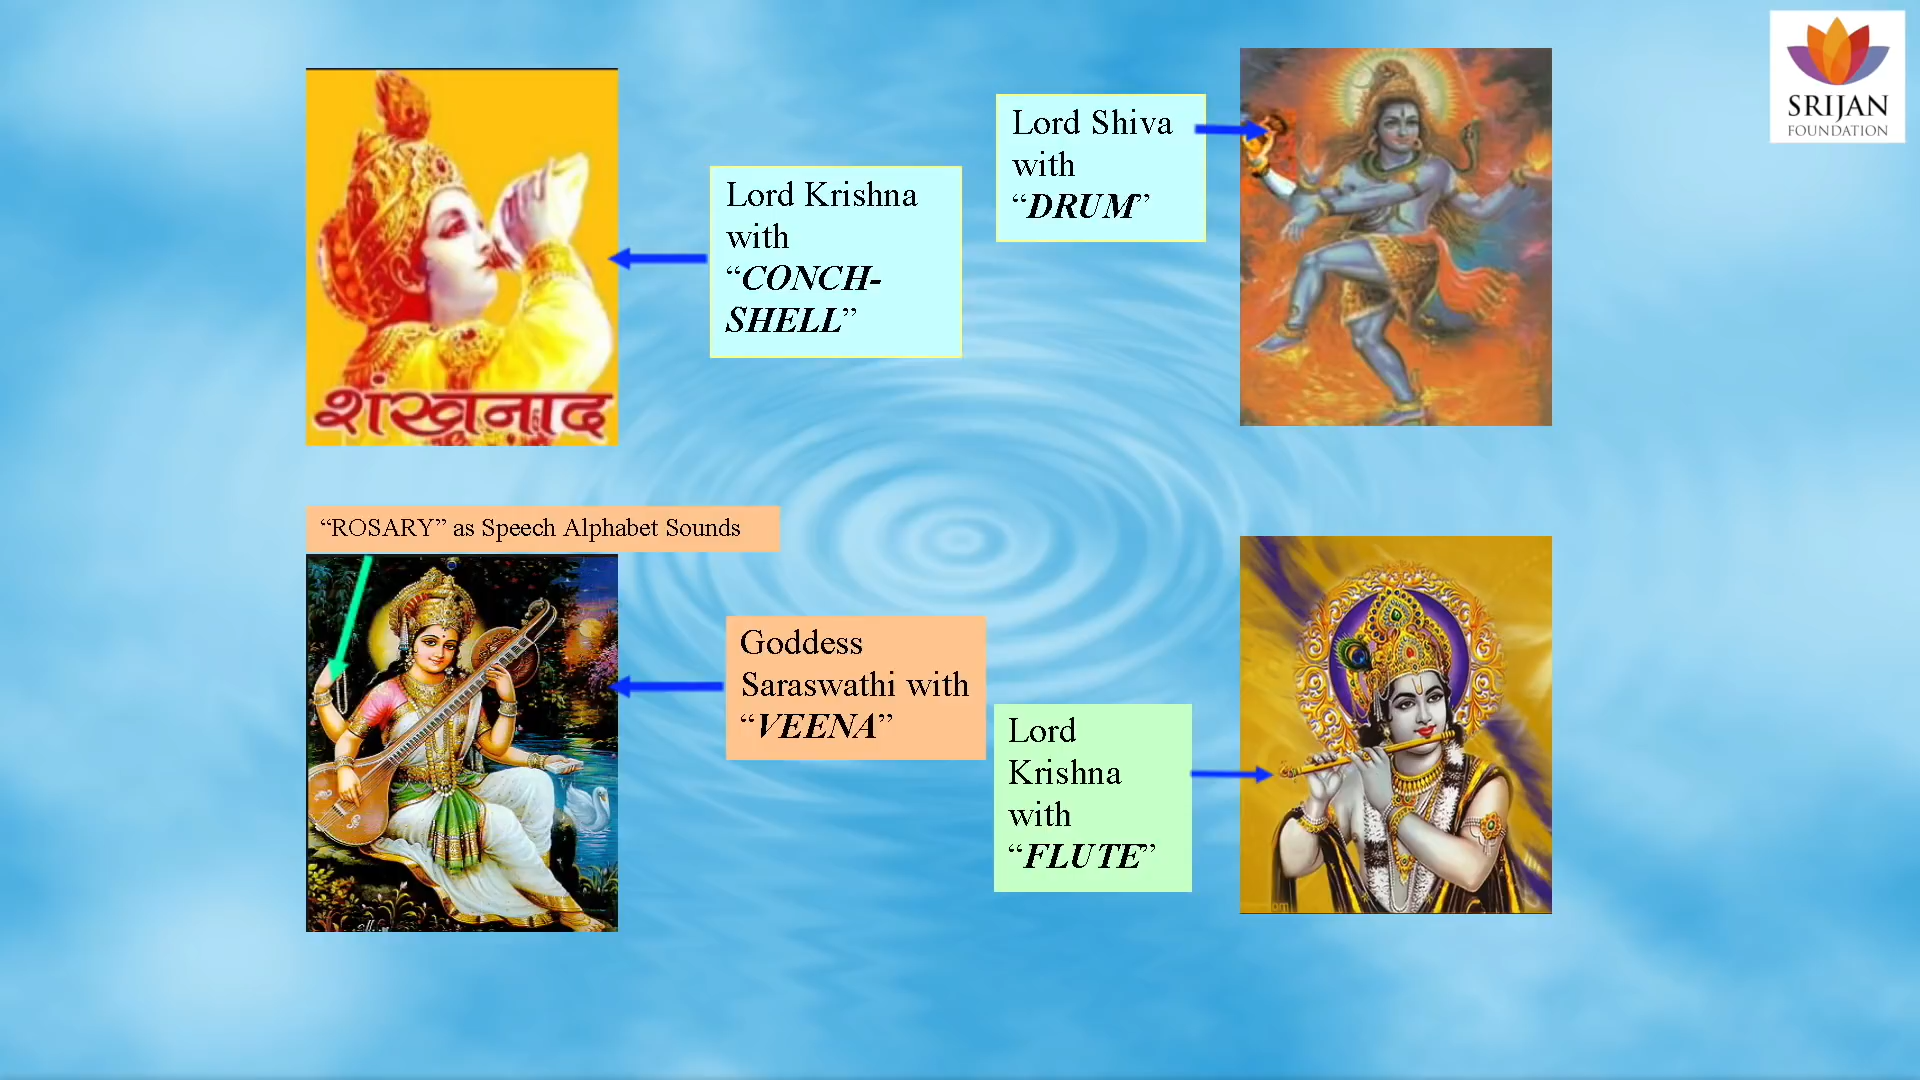 SRIJAN
FOUNDATION
Lord Shiva
with
“DRUM”
Lord Krishna
with
“CONCH-
SHELL”
शंखनाद
“ROSARY” as Speech Alphabet Sounds
Goddess
Saraswathi with
“VEENA”
Lord
Krishna
with
“FLUTE”
om